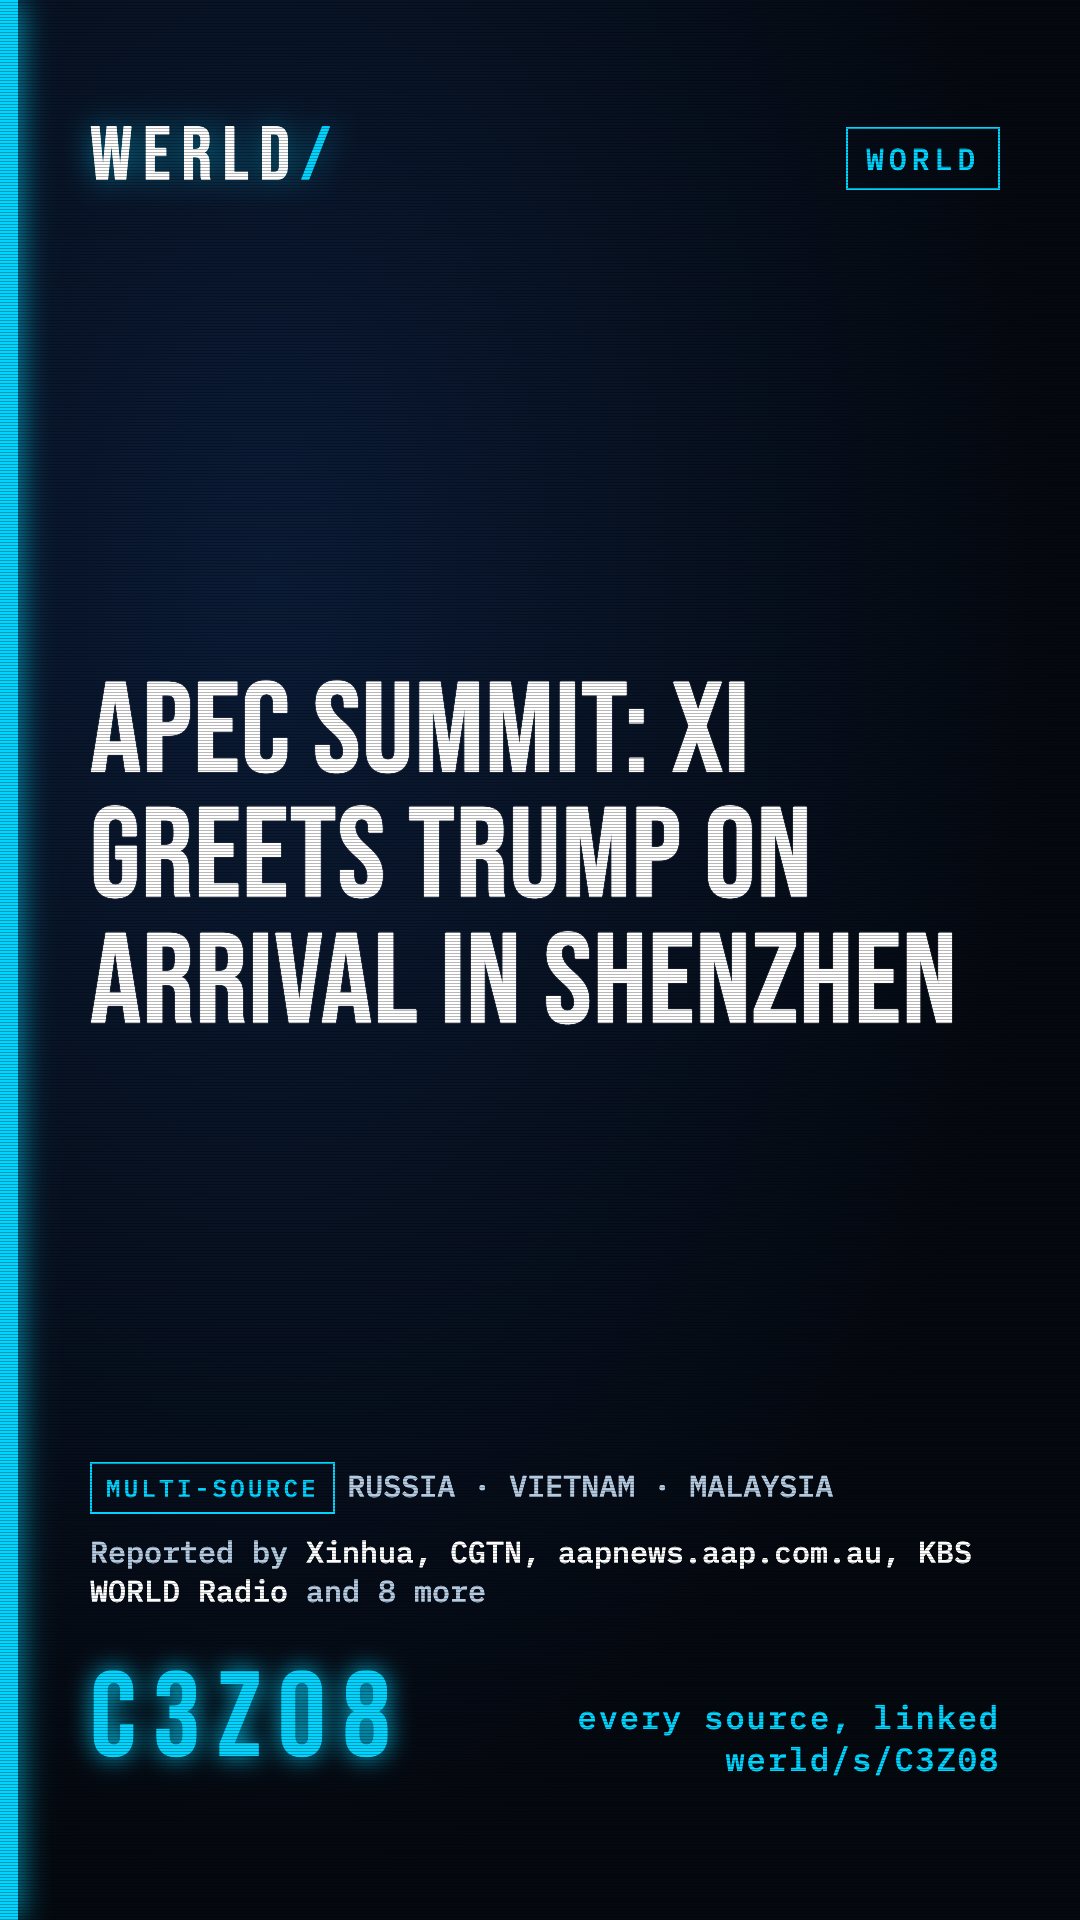 WERLD/
WORLD
APEC SUMMIT: XI
GREETS TRUMP ON
ARRIVAL IN SHENZHEN
MULTI-SOURCE RUSSIA · VIETNAM · MALAYSIA
Reported by Xinhua, CGTN, aapnews.aap.com.au, KBS
WORLD Radio and 8 more
C3Z08
every source, linked
werld/s/C3Z08